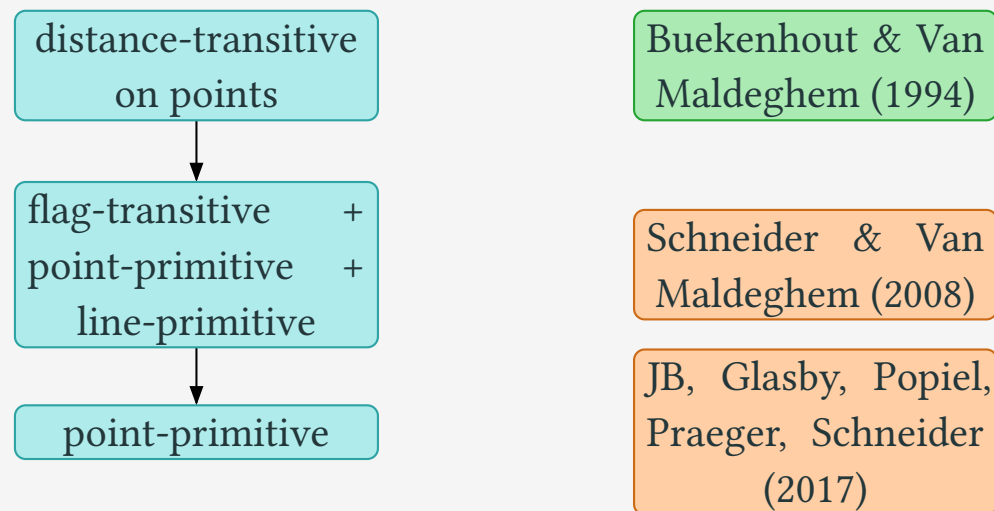 distance-transitive
on points
Buekenhout & Van
Maldeghem (1994)
flag-transitive +
point-primitive +
line-primitive
Schneider & Van
Maldeghem (2008)
point-primitive
JB, Glasby, Popiel,
Praeger, Schneider
(2017)